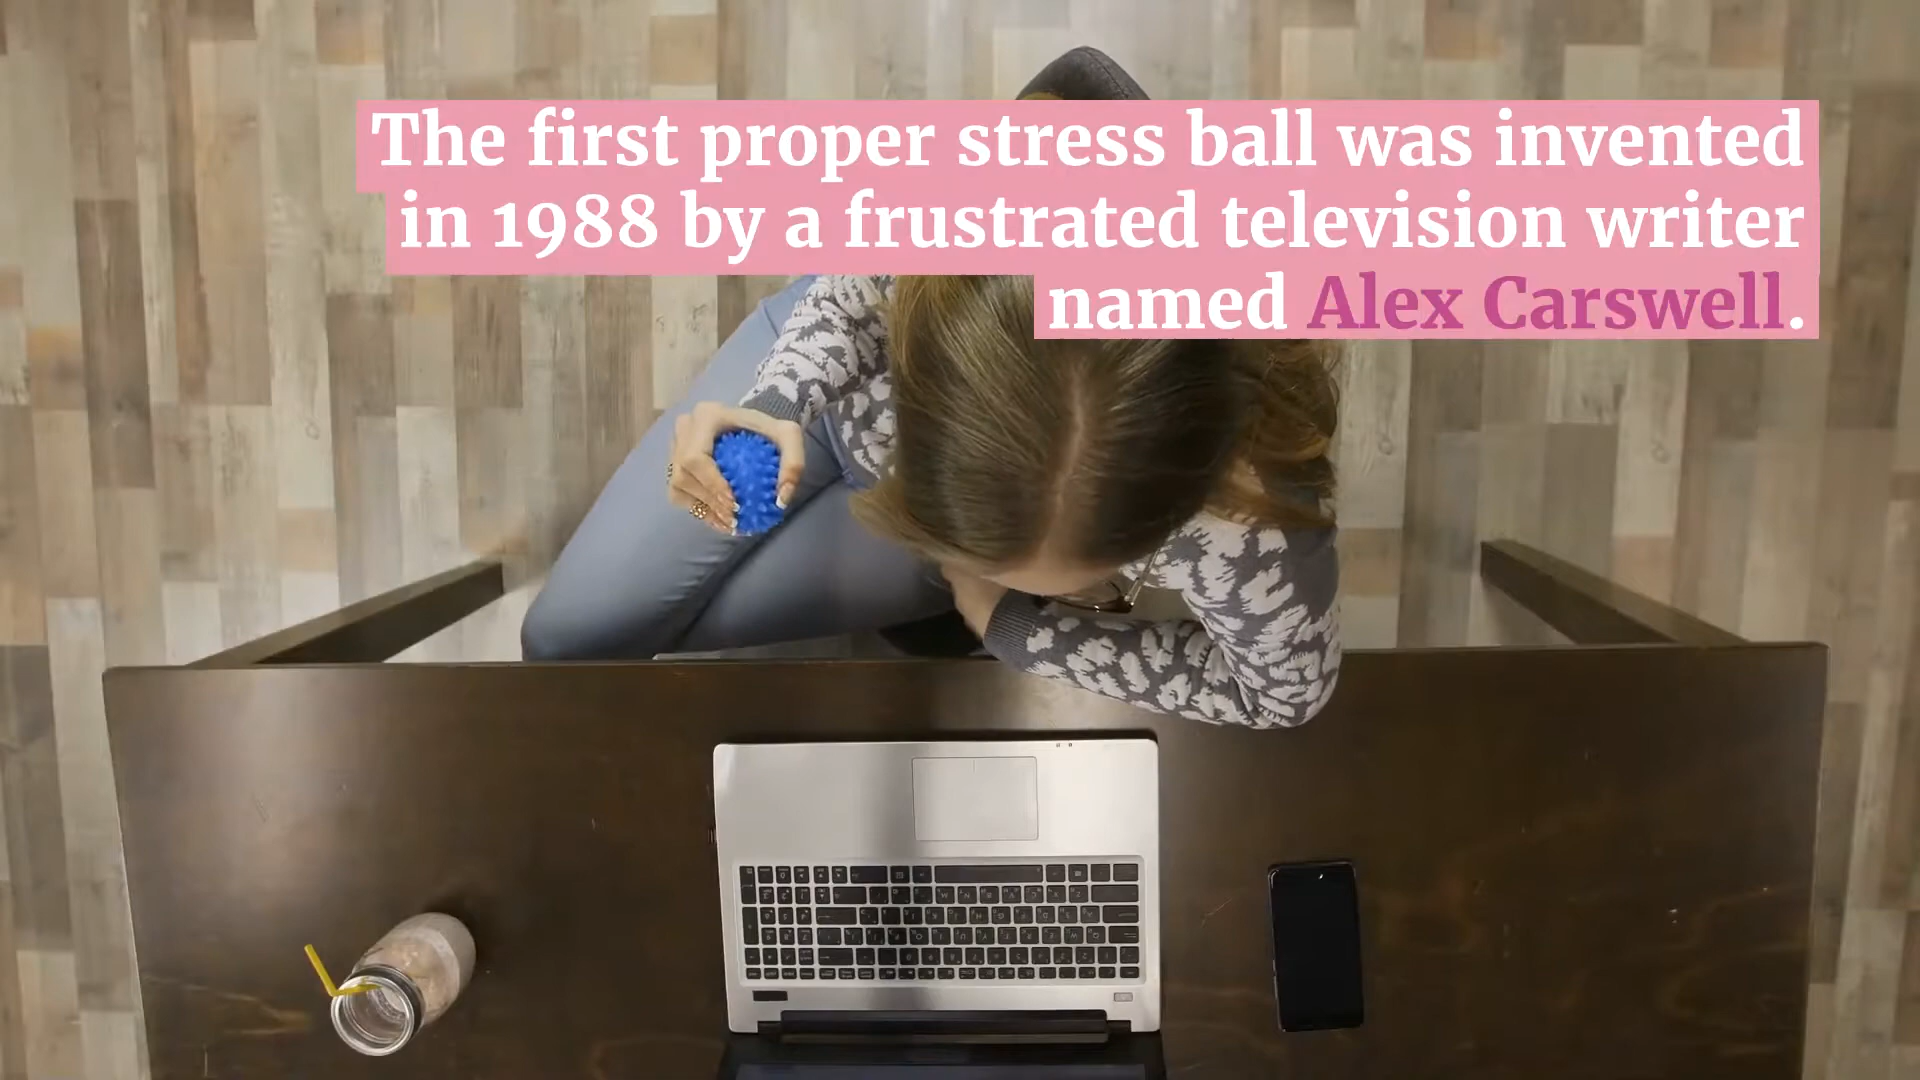 The first proper stress ball was invented
in 1988 by a frustrated television writer
named Alex Carswell.